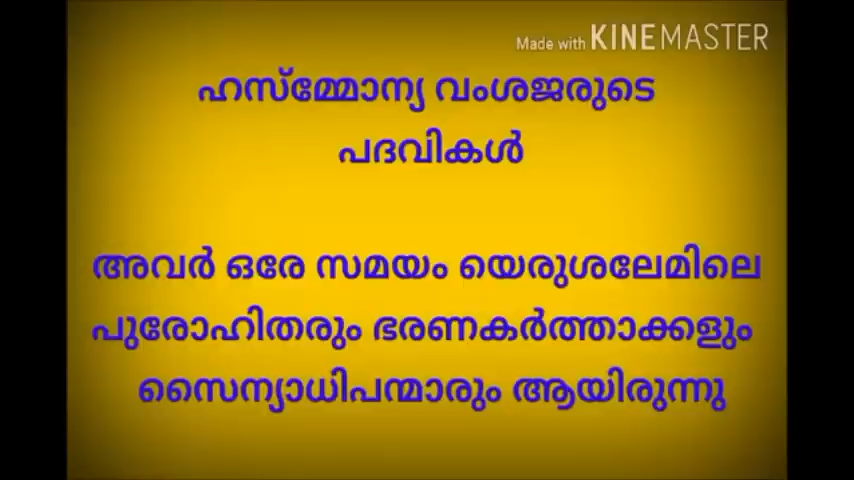 Made with KINEMASTER
ഹസ്മ്മോന്യ വംശജരുടെ
പദവികൾ
അവർ ഒരേ സമയം യെരുശലേമിലെ
പുരോഹിതരും ഭരണകർത്താക്കളും
സൈന്യാധിപന്മാരും ആയിരുന്നു